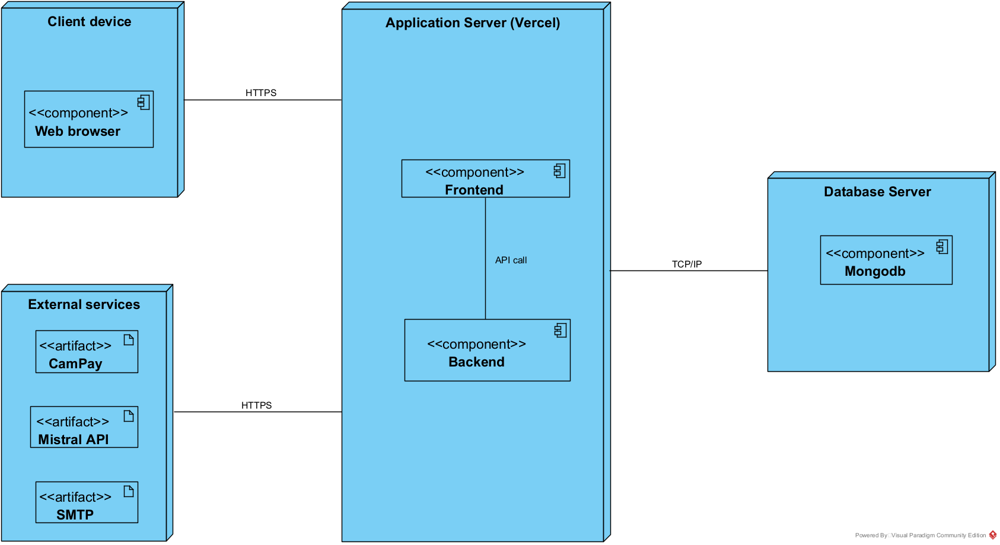 Client device
<<component>>
Web browser
HTTPS
Application Server (Vercel)
<<component>>
Frontend
API call
<<component>>
Backend
TCP/IP
Database Server
<<component>>
Mongodb
External services
<<artifact>>
CamPay
<<artifact>>
Mistral API
<<artifact>>
SMTP
HTTPS
Powered By Visual Paradigm Community Edition